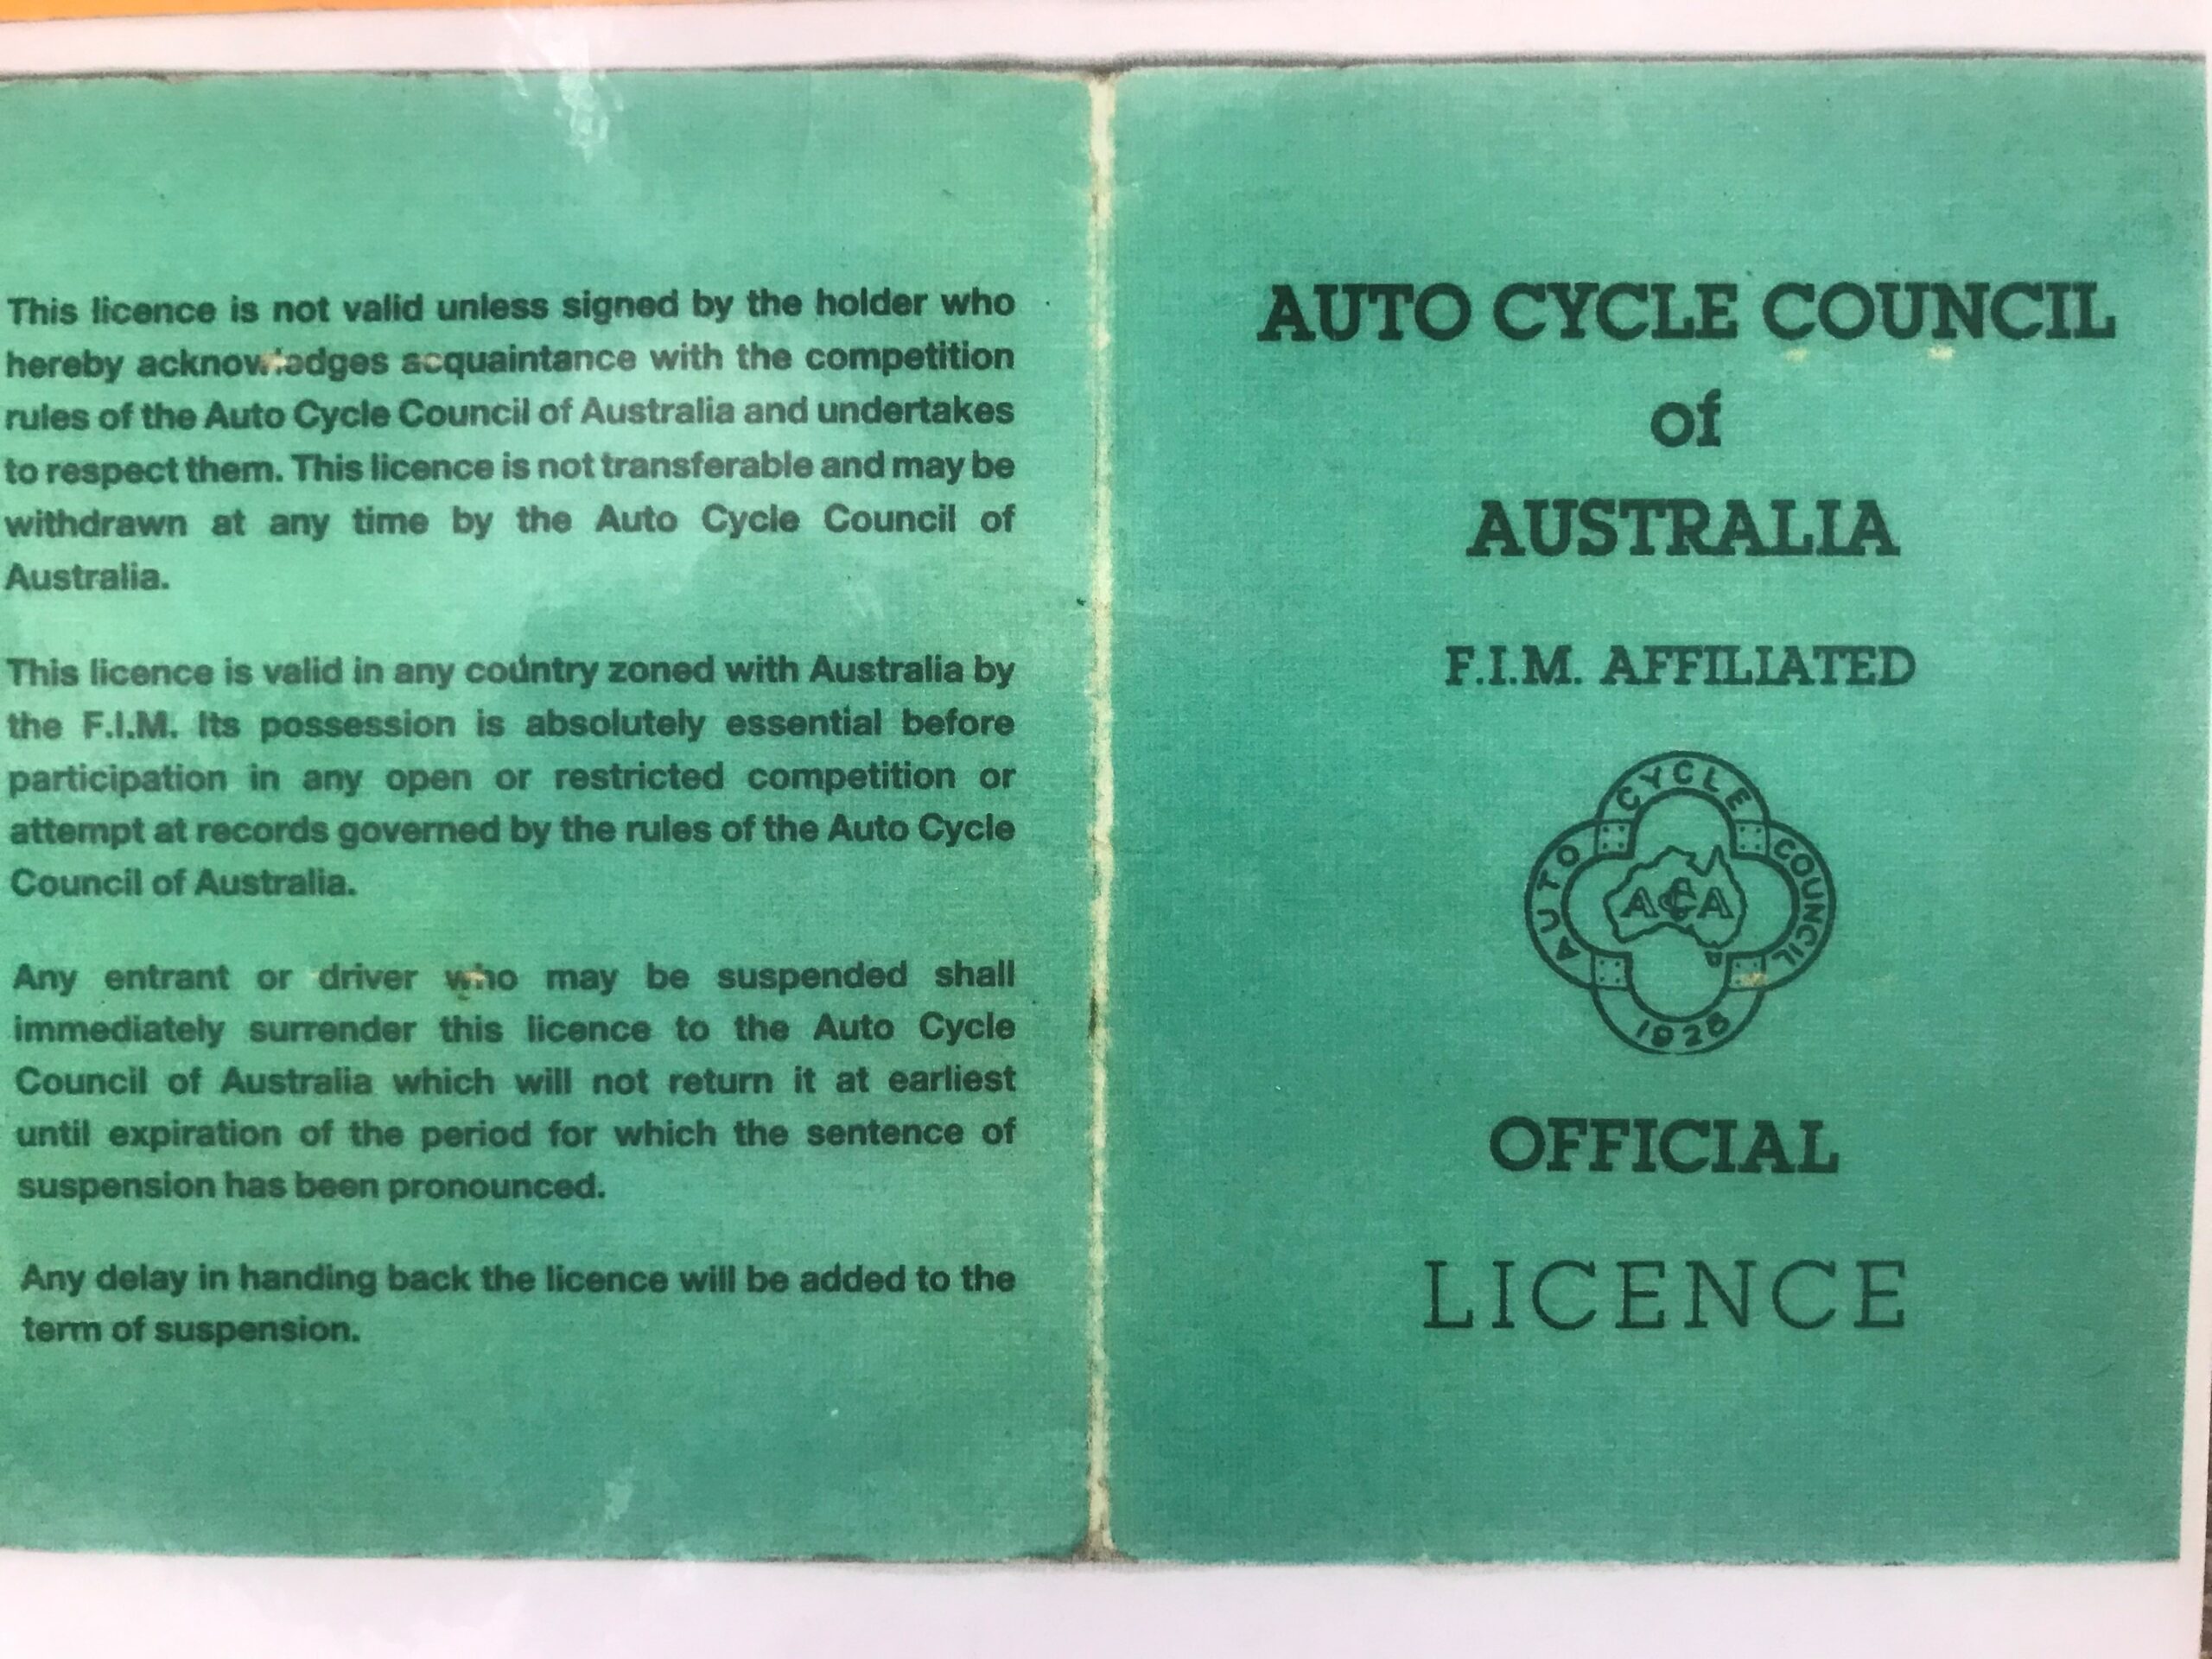 This licence is not valid unless signed by the holder who
hereby acknowledges acquaintance with the competition
rules of the Auto Cycle Council of Australia and undertakes
to respect them. This licence is not transferable and may be
withdrawn at any time by the Auto Cycle Council of
Australia.
This licence is valid in any country zoned with Australia by
the F.I.M. Its possession is absolutely essential before
participation in any open or restricted competition or
attempt at records governed by the rules of the Auto Cycle
Council of Australia.
Any entrant or driver who may be suspended shall
immediately surrender this licence to the Auto Cycle
Council of Australia which will not return it at earliest
until expiration of the period for which the sentence of
suspension has been pronounced.
Any delay in handing back the licence will be added to the
term of suspension.
AUTO CYCLE COUNCIL
of
AUSTRALIA
F.I.M. AFFILIATED
AUTO CYCLE COUNCIL
ACCA
1928
OFFICIAL
LICENCE